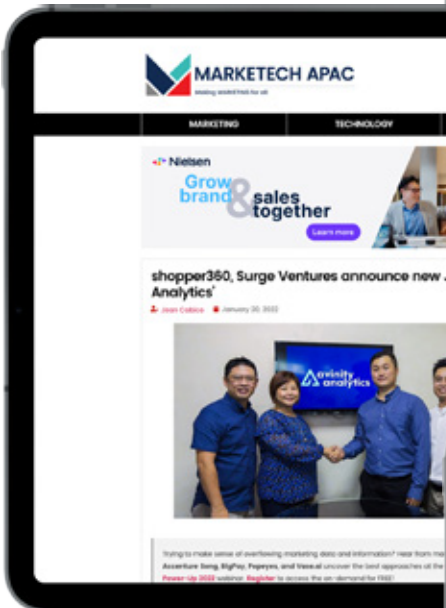 MARKETECH APAC
making MARKETING for all
MARKETING TECHNOLOGY
Nielsen
Grow
brand & sales
together
Learn more
shopper360, Surge Ventures announce new
Analytics'
Joan Cabico January 20, 2022
avinity
analytics
Trying to make sense of overflowing marketing data and information? Hear from
Accenture Song, BigPay, Popeyes, and Vase.ai uncover the best approaches at the
Power-Up 2022 webinar. Register to access the on-demand for FREE!